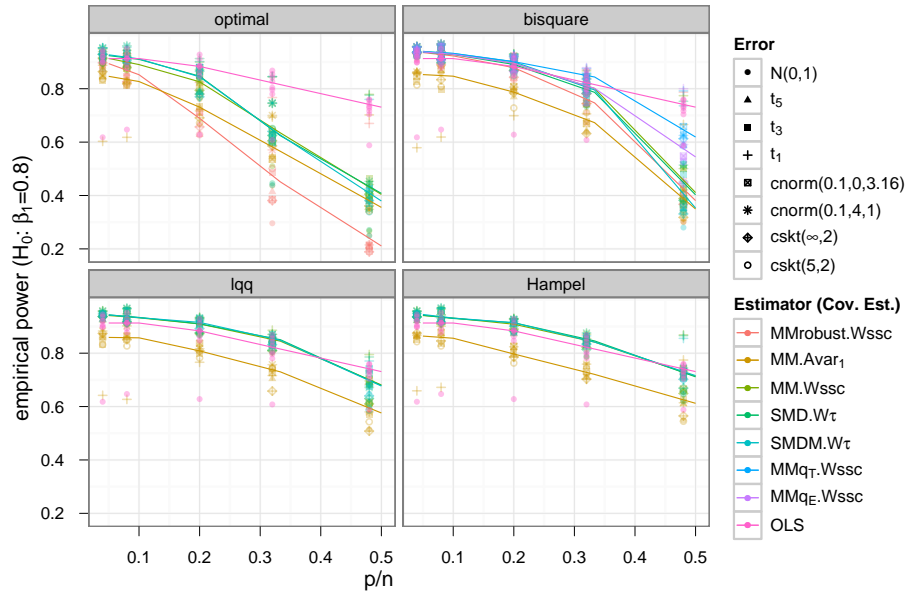 optimal
bisquare
0.8
0.6
0.4
0.2
lqq
Hampel
0.8
0.6
0.4
0.2
0.1 0.2 0.3 0.4 0.5
0.1 0.2 0.3 0.4 0.5
p/n
empirical power (H₀: β₁=0.8)
Error
N(0,1)
t₅
t₃
t₁
cnorm(0.1,0,3.16)
cnorm(0.1,4,1)
cskt(∞,2)
cskt(5,2)
Estimator (Cov. Est.)
MMrobust.Wssc
MM.Avar₁
MM.Wssc
SMD.Wτ
SMDM.Wτ
MMqT.Wssc
MMqE.Wssc
OLS